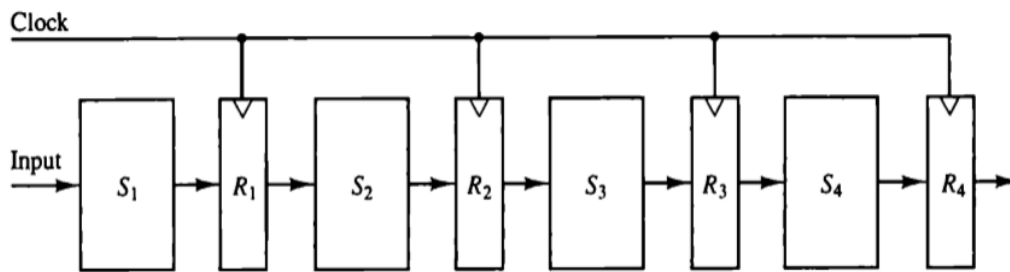 Clock
Input
S₁ R₁ S₂ R₂ S₃ R₃ S₄ R₄